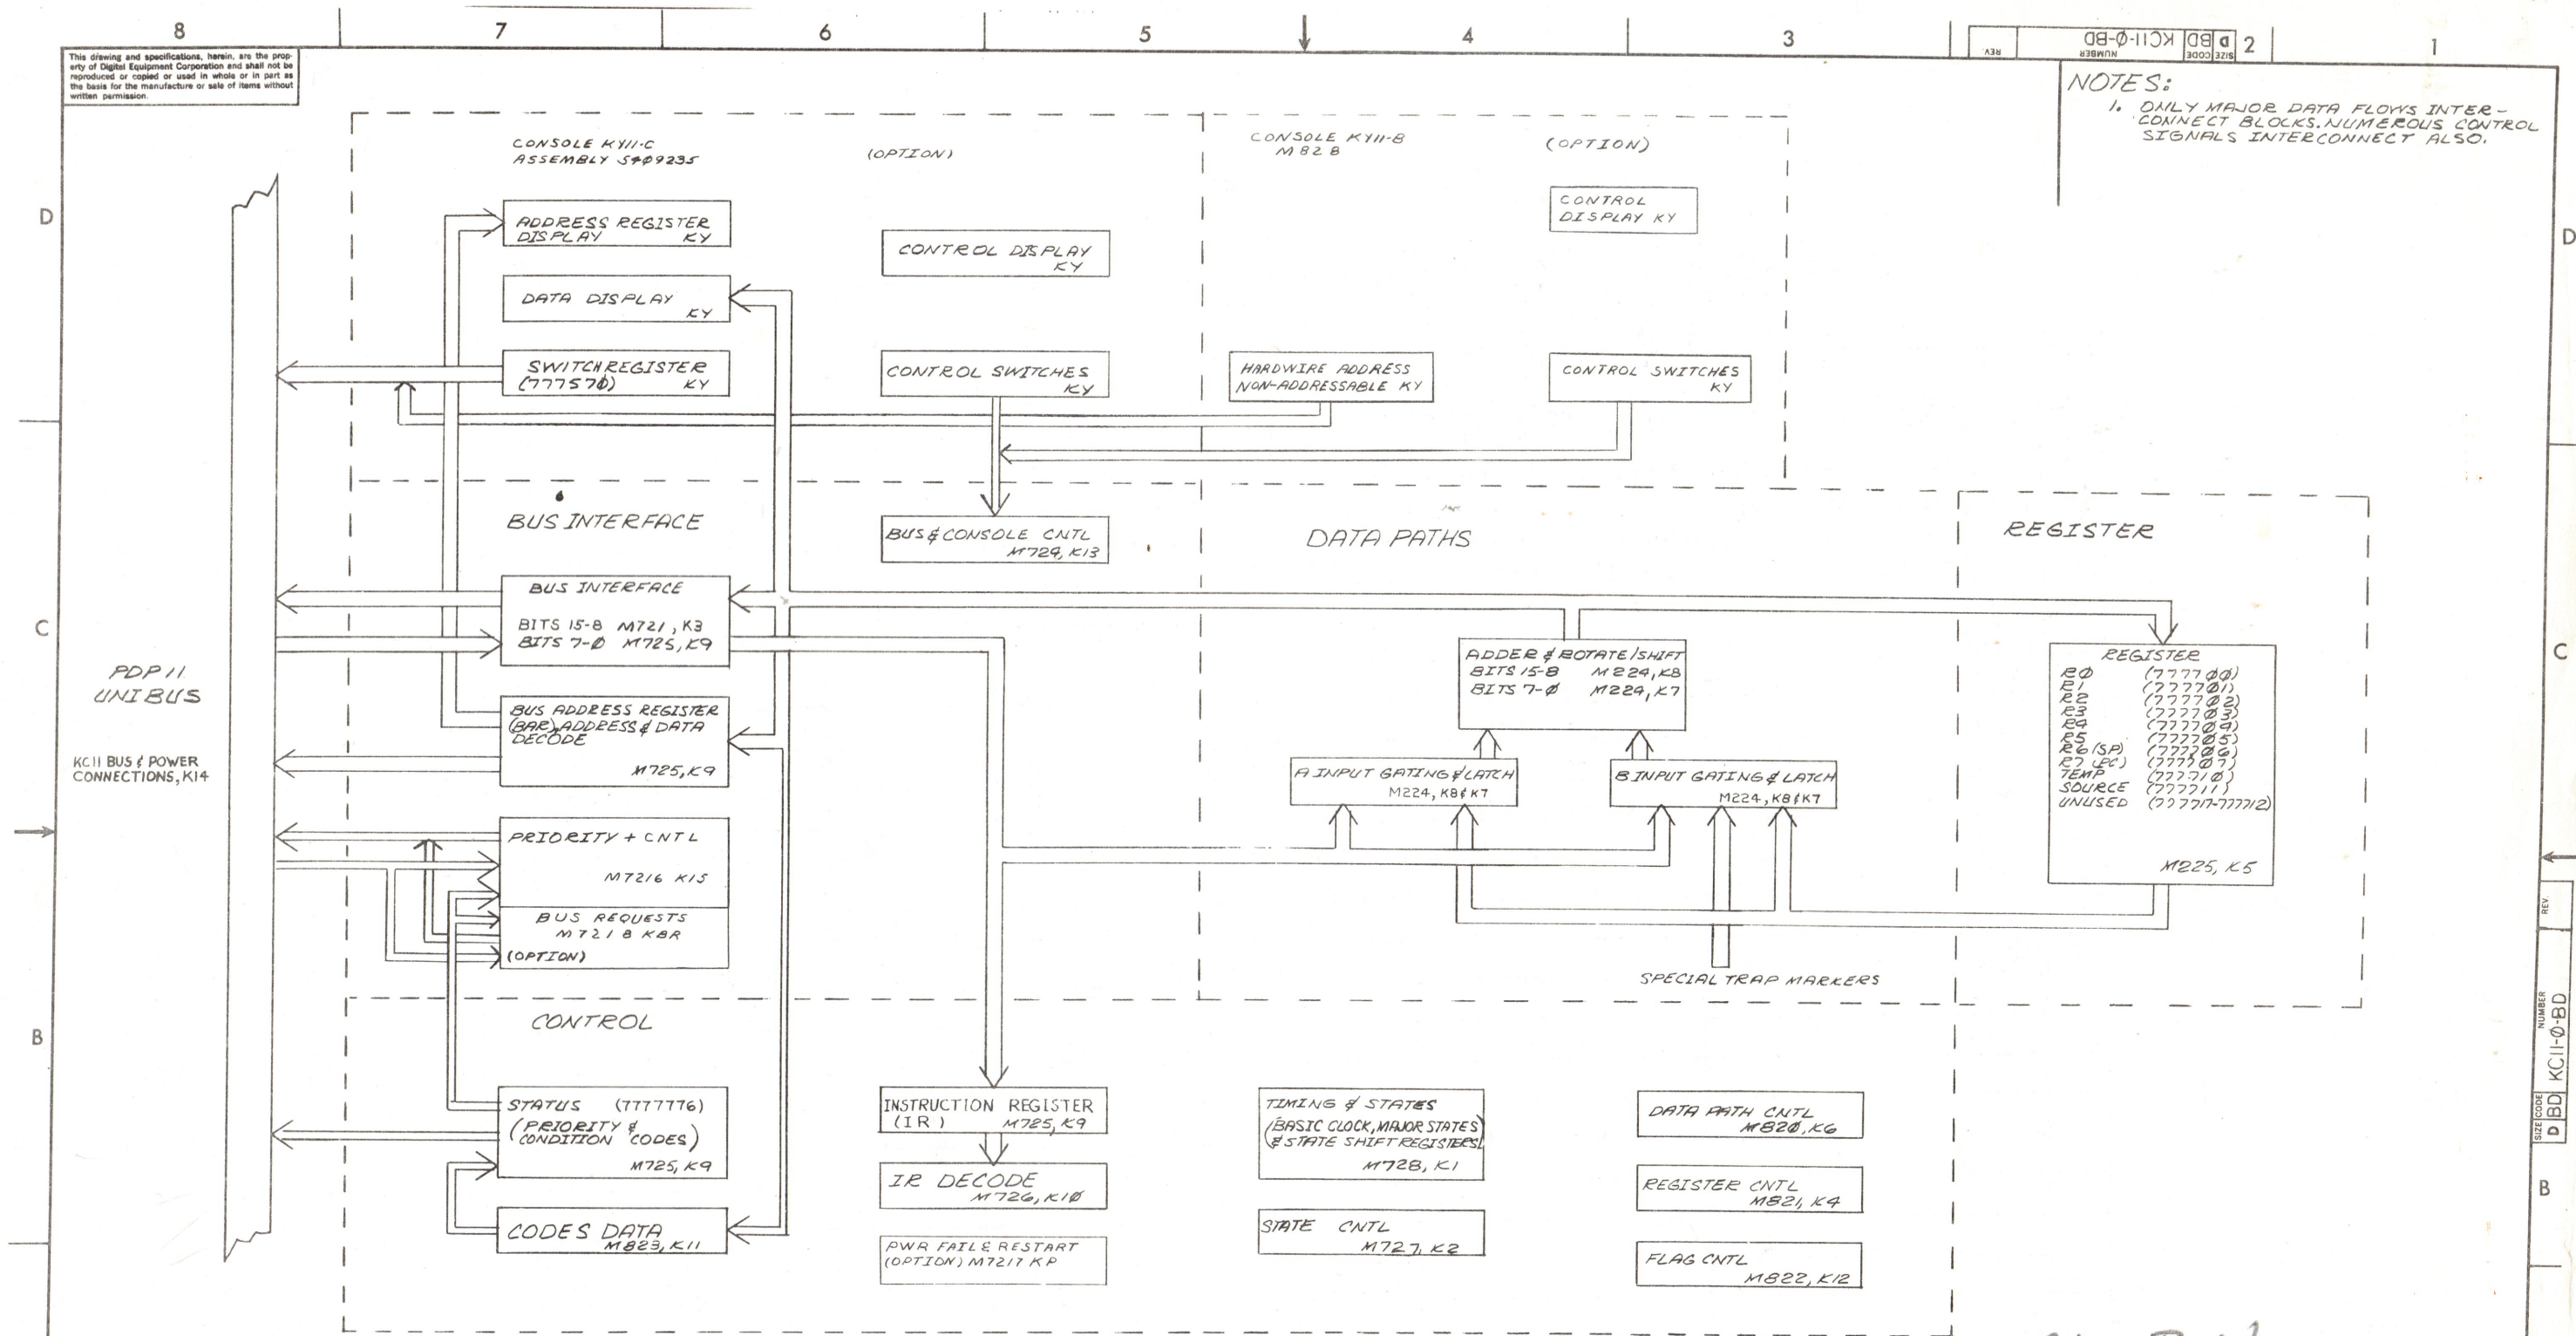 8 7 6 5 4 3 2 1
This drawing and specifications, herein, are the prop-
erty of Digital Equipment Corporation and shall not be
reproduced or copied or used in whole or in part as
the basis for the manufacture or sale of items without
written permission.
SIZE CODE NUMBER REV.
D BD KC11-Ø-BD
NOTES:
1. ONLY MAJOR DATA FLOWS INTER-
CONNECT BLOCKS. NUMEROUS CONTROL
SIGNALS INTERCONNECT ALSO.
CONSOLE KY11-C
ASSEMBLY 5409235
(OPTION)
CONSOLE KY11-B
M828
(OPTION)
D
D
ADDRESS REGISTER
DISPLAY KY
CONTROL DISPLAY
KY
CONTROL
DISPLAY KY
DATA DISPLAY
KY
SWITCH REGISTER
(77757Ø) KY
CONTROL SWITCHES
KY
HARDWIRE ADDRESS
NON-ADDRESSABLE KY
CONTROL SWITCHES
KY
BUS INTERFACE
BUS & CONSOLE CNTL
M724, K13
DATA PATHS
REGISTER
C
C
PDP11
UNIBUS
KC11 BUS & POWER
CONNECTIONS, K14
BUS INTERFACE
BITS 15-8 M721, K3
BITS 7-Ø M725, K9
BUS ADDRESS REGISTER
(BAR), ADDRESS & DATA
DECODE
M725, K9
PRIORITY + CNTL
M7216 K15
BUS REQUESTS
M7218 KBR
(OPTION)
ADDER & ROTATE/SHIFT
BITS 15-8 M224, K8
BITS 7-Ø M224, K7
A INPUT GATING & LATCH
M224, K8 & K7
B INPUT GATING & LATCH
M224, K8 & K7
SPECIAL TRAP MARKERS
REGISTER
RØ (7777ØØ)
R1 (7777Ø1)
R2 (7777Ø2)
R3 (7777Ø3)
R4 (7777Ø4)
R5 (7777Ø5)
R6 (SP) (7777Ø6)
R7 (PC) (7777Ø7)
TEMP (77771Ø)
SOURCE (777711)
UNUSED (777717-777712)
M225, K5
B
B
CONTROL
STATUS (7777776)
(PRIORITY &
CONDITION CODES)
M725, K9
CODES DATA
M823, K11
INSTRUCTION REGISTER
(IR) M725, K9
IR DECODE
M726, K1Ø
PWR FAIL & RESTART
(OPTION) M7217 KP
TIMING & STATES
(BASIC CLOCK, MAJOR STATES
& STATE SHIFT REGISTERS)
M728, K1
STATE CNTL
M727, K2
DATA PATH CNTL
M82Ø, K6
REGISTER CNTL
M821, K4
FLAG CNTL
M822, K12
SIZE CODE NUMBER REV.
D BD KC11-Ø-BD